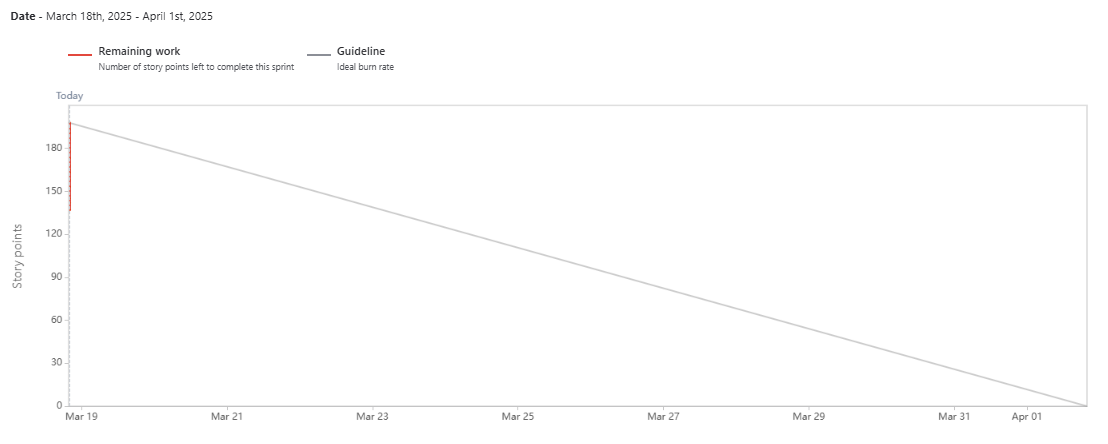 Date - March 18th, 2025 - April 1st, 2025
Remaining work
Number of story points left to complete this sprint
Guideline
Ideal burn rate
Today
Story points
180
150
120
90
60
30
0
Mar 19
Mar 21
Mar 23
Mar 25
Mar 27
Mar 29
Mar 31
Apr 01